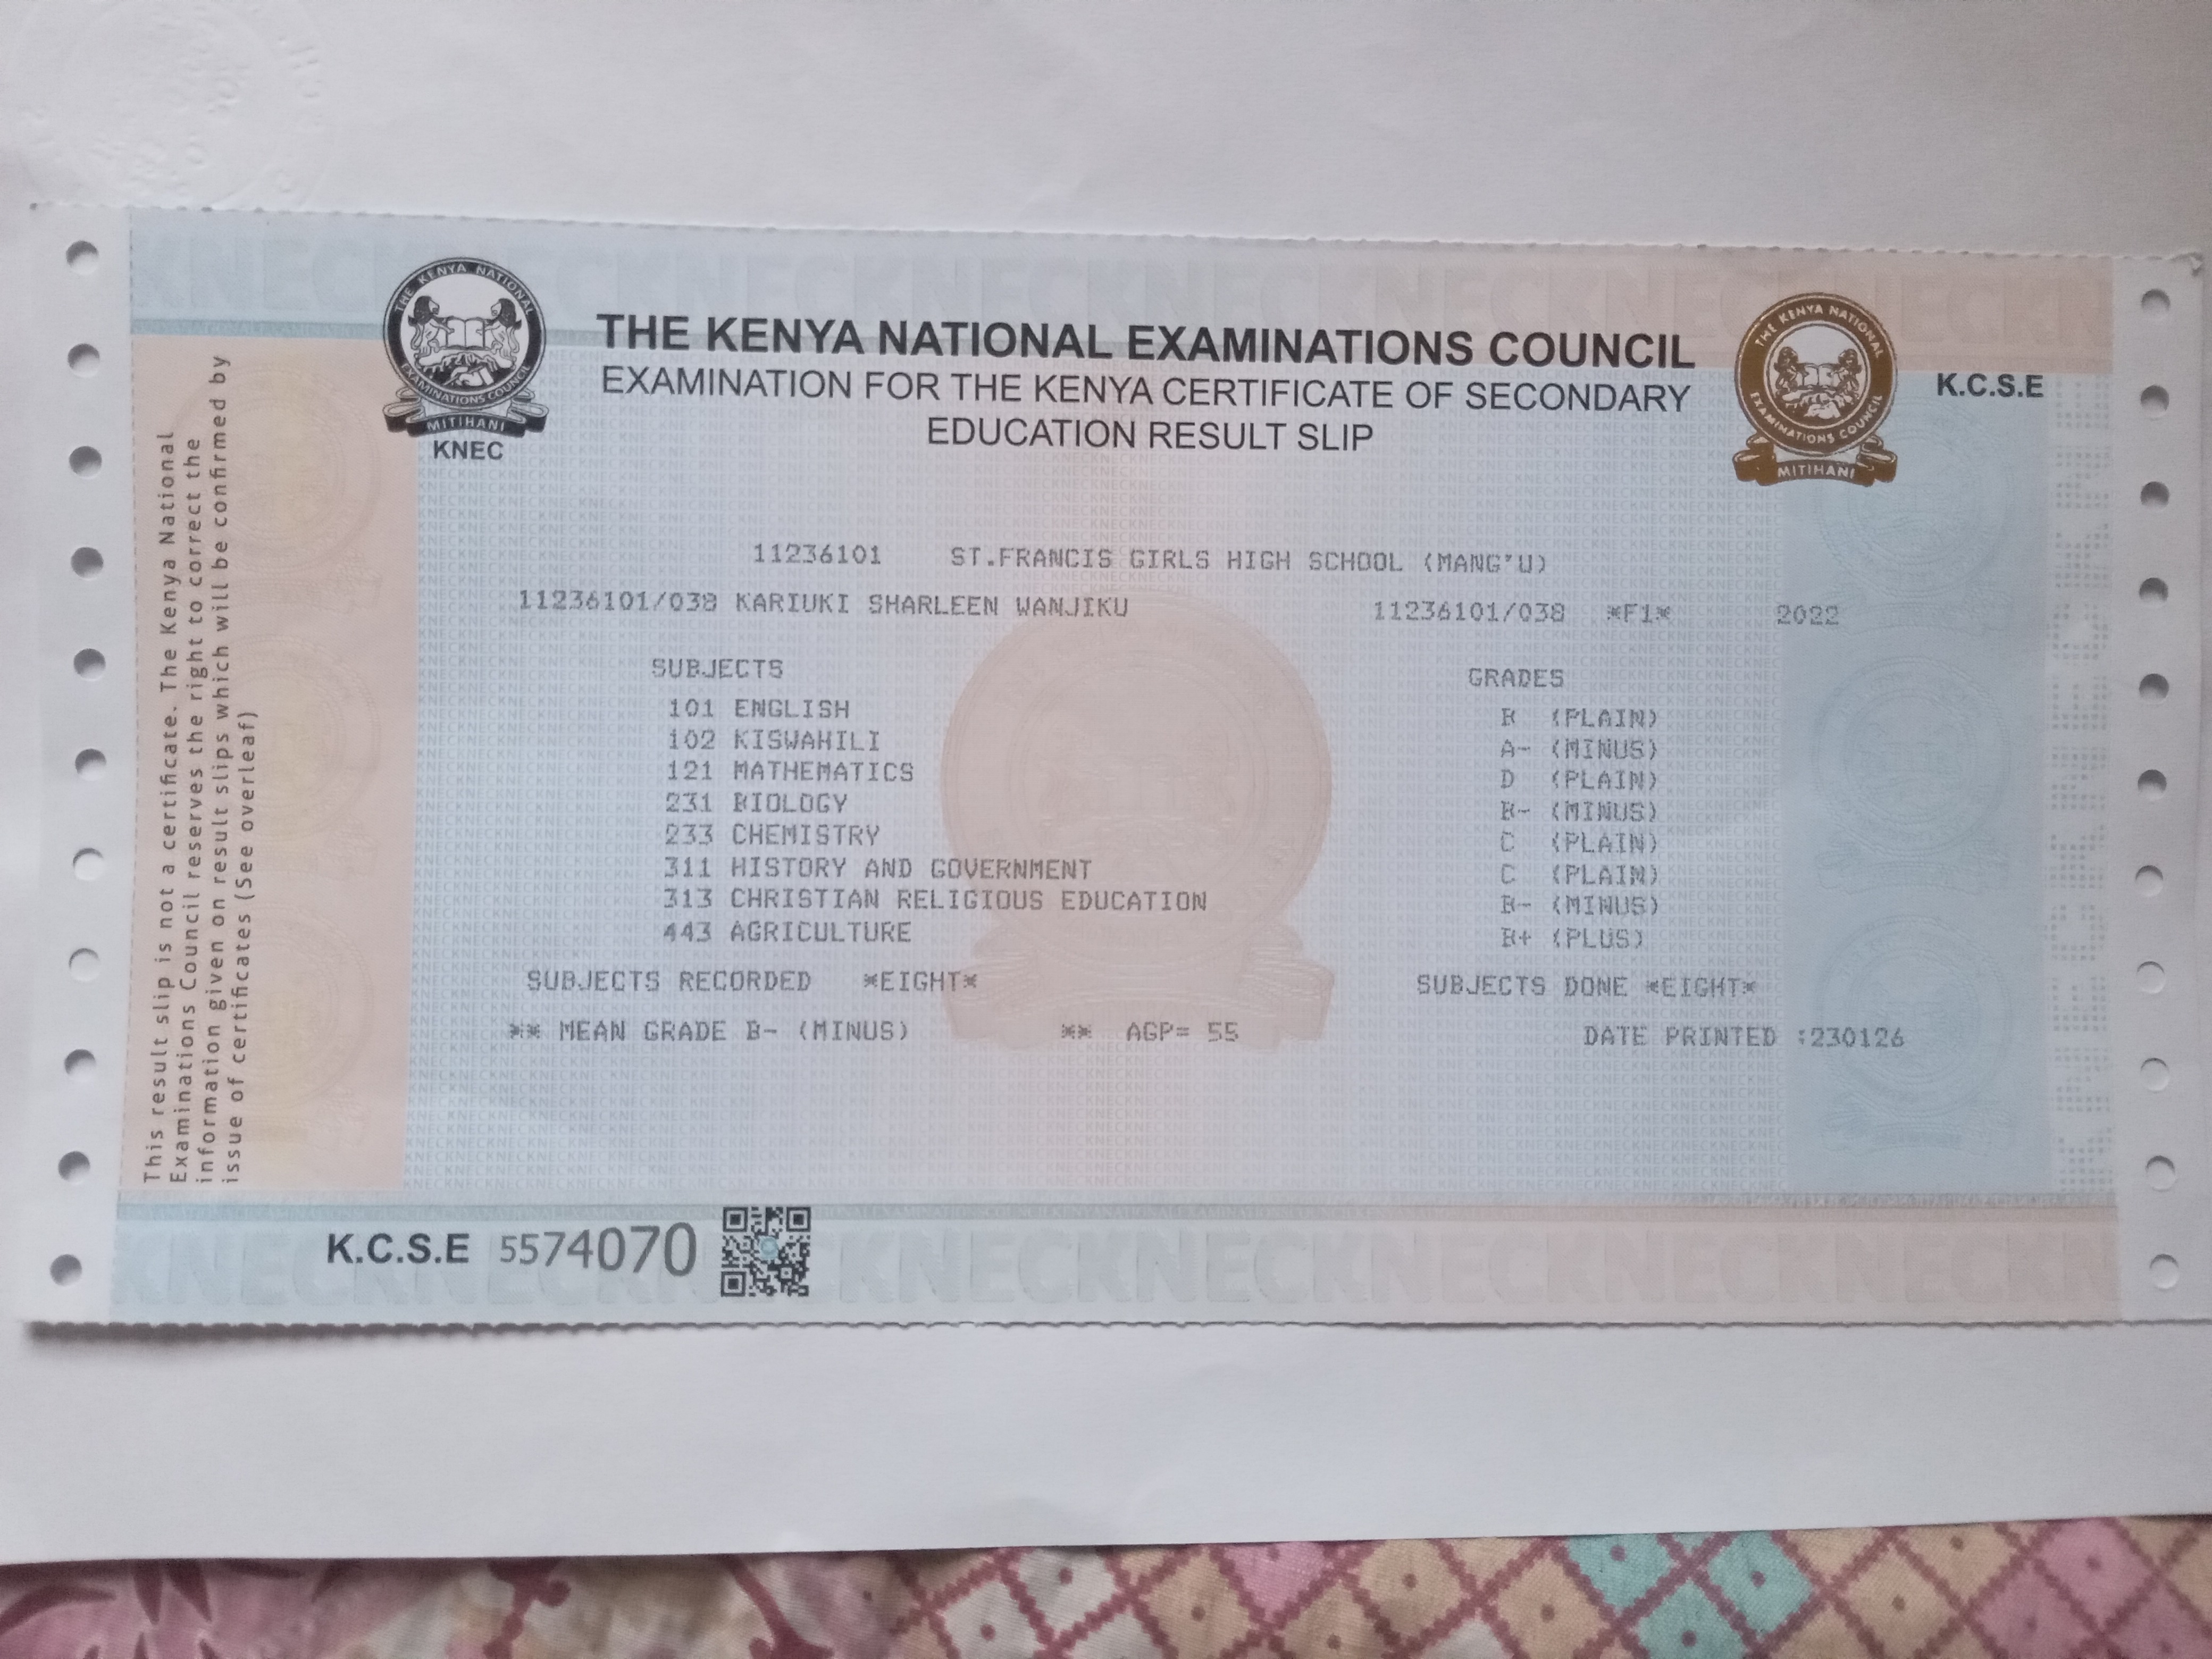 This result slip is not a certificate. The Kenya National
Examinations Council reserves the right to correct the
information given on result slips which will be confirmed by
issue of certificates (See overleaf)
THE KENYA NATIONAL EXAMINATIONS COUNCIL
EXAMINATION FOR THE KENYA CERTIFICATE OF SECONDARY
EDUCATION RESULT SLIP
THE KENYA NATIONAL EXAMINATIONS COUNCIL
MITIHANI
KNEC
THE KENYA NATIONAL EXAMINATIONS COUNCIL
MITIHANI
K.C.S.E
11236101 ST.FRANCIS GIRLS HIGH SCHOOL (MANG'U)
11236101/038 KARIUKI SHARLEEN WANJIKU 11236101/038 *F1* 2022
SUBJECTS GRADES
101 ENGLISH B (PLAIN)
102 KISWAHILI A- (MINUS)
121 MATHEMATICS D (PLAIN)
231 BIOLOGY B- (MINUS)
233 CHEMISTRY C (PLAIN)
311 HISTORY AND GOVERNMENT C (PLAIN)
313 CHRISTIAN RELIGIOUS EDUCATION B- (MINUS)
443 AGRICULTURE B+ (PLUS)
SUBJECTS RECORDED *EIGHT* SUBJECTS DONE *EIGHT*
** MEAN GRADE B- (MINUS) ** AGP= 55 DATE PRINTED :230126
K.C.S.E 5574070